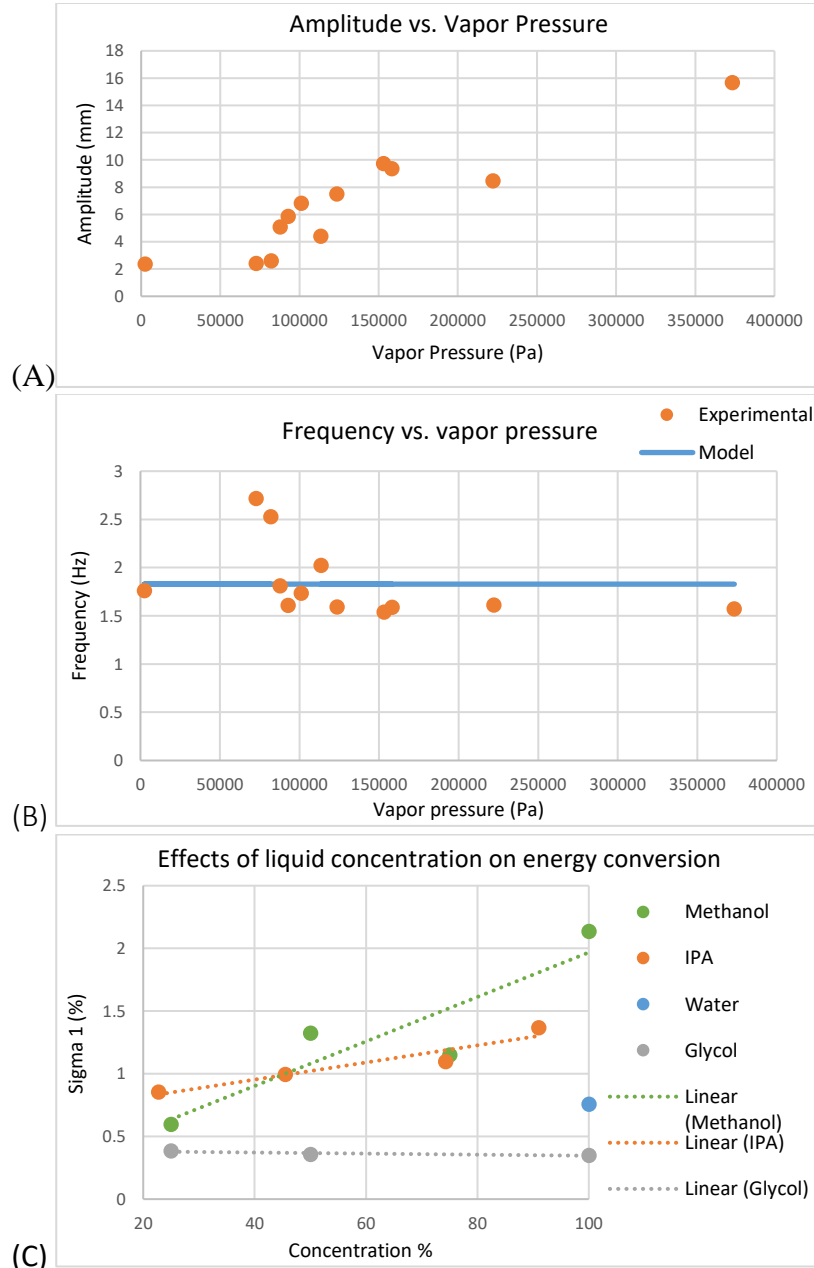 Amplitude vs. Vapor Pressure
18
16
14
12
10
8
6
4
2
0
Amplitude (mm)
0 50000 100000 150000 200000 250000 300000 350000 400000
Vapor Pressure (Pa)
(A)
Experimental
Model
Frequency vs. vapor pressure
3
2.5
2
1.5
1
0.5
0
Frequency (Hz)
0 50000 100000 150000 200000 250000 300000 350000 400000
Vapor pressure (Pa)
(B)
Effects of liquid concentration on energy conversion
2.5
2
1.5
1
0.5
0
Sigma 1 (%)
20 40 60 80 100
Concentration %
Methanol
IPA
Water
Glycol
Linear
(Methanol)
Linear (IPA)
Linear (Glycol)
(C)